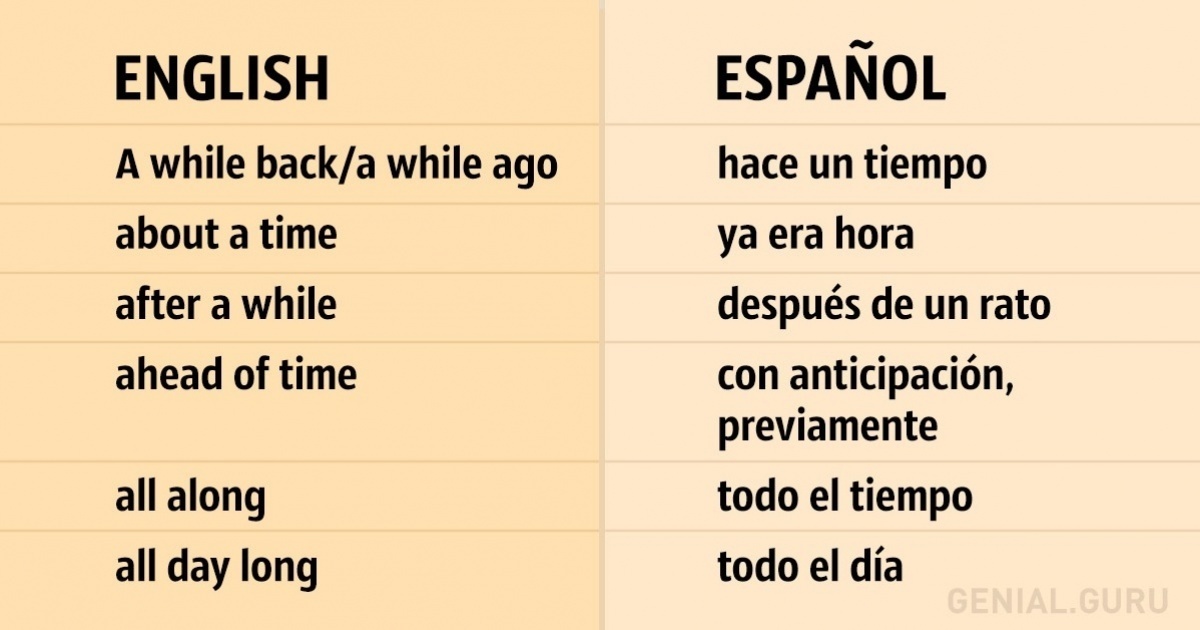 ENGLISH ESPAÑOL
A while back/a while ago hace un tiempo
about a time ya era hora
after a while después de un rato
ahead of time con anticipación,
previamente
all along todo el tiempo
all day long todo el día
GENIAL.GURU